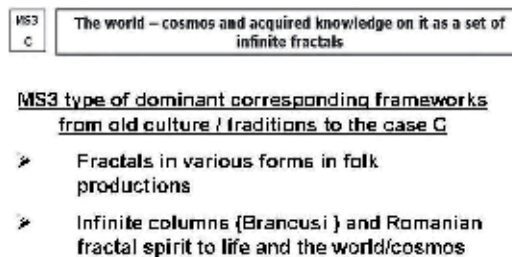 MS3
C
The world – cosmos and acquired knowledge on it as a set of
infinite fractals
MS3 type of dominant corresponding frameworks
from old culture / traditions to the case C
➢ Fractals in various forms in folk
productions
➢ Infinite columns (Brancusi ) and Romanian
fractal spirit to life and the world/cosmos